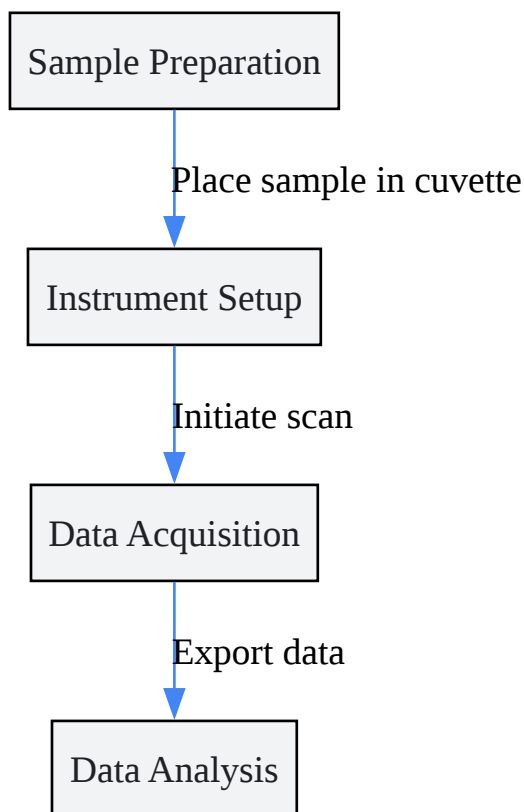 Sample Preparation
Place sample in cuvette
Instrument Setup
Initiate scan
Data Acquisition
Export data
Data Analysis